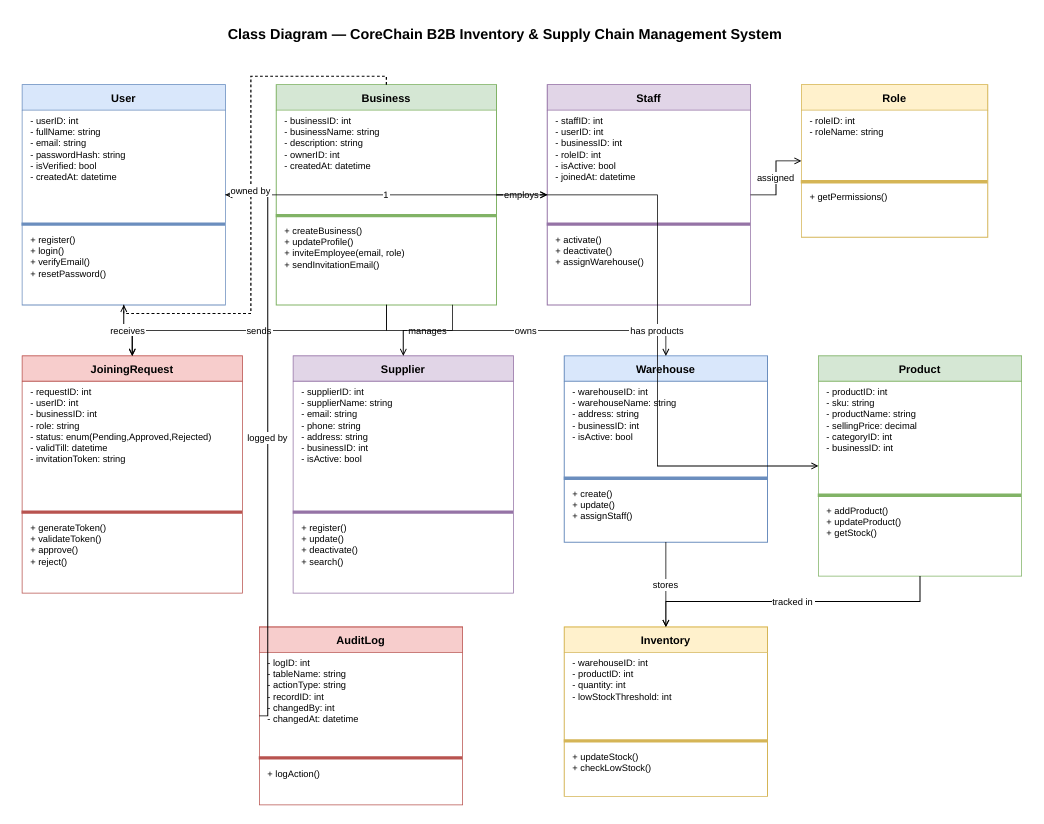 Class Diagram — CoreChain B2B Inventory & Supply Chain Management System
User
- userID: int
- fullName: string
- email: string
- passwordHash: string
- isVerified: bool
- createdAt: datetime
+ register()
+ login()
+ verifyEmail()
+ resetPassword()
Business
- businessID: int
- businessName: string
- description: string
- ownerID: int
- createdAt: datetime
+ createBusiness()
+ updateProfile()
+ inviteEmployee(email, role)
+ sendInvitationEmail()
Staff
- staffID: int
- userID: int
- businessID: int
- roleID: int
- isActive: bool
- joinedAt: datetime
+ activate()
+ deactivate()
+ assignWarehouse()
Role
- roleID: int
- roleName: string
+ getPermissions()
owned by
1
employs
assigned
receives
sends
manages
owns
has products
JoiningRequest
- requestID: int
- userID: int
- businessID: int
- role: string
- status: enum(Pending,Approved,Rejected)
- validTill: datetime
- invitationToken: string
+ generateToken()
+ validateToken()
+ approve()
+ reject()
logged by
Supplier
- supplierID: int
- supplierName: string
- email: string
- phone: string
- address: string
- businessID: int
- isActive: bool
+ register()
+ update()
+ deactivate()
+ search()
Warehouse
- warehouseID: int
- warehouseName: string
- address: string
- businessID: int
- isActive: bool
+ create()
+ update()
+ assignStaff()
Product
- productID: int
- sku: string
- productName: string
- sellingPrice: decimal
- categoryID: int
- businessID: int
+ addProduct()
+ updateProduct()
+ getStock()
stores
tracked in
AuditLog
- logID: int
- tableName: string
- actionType: string
- recordID: int
- changedBy: int
- changedAt: datetime
+ logAction()
Inventory
- warehouseID: int
- productID: int
- quantity: int
- lowStockThreshold: int
+ updateStock()
+ checkLowStock()